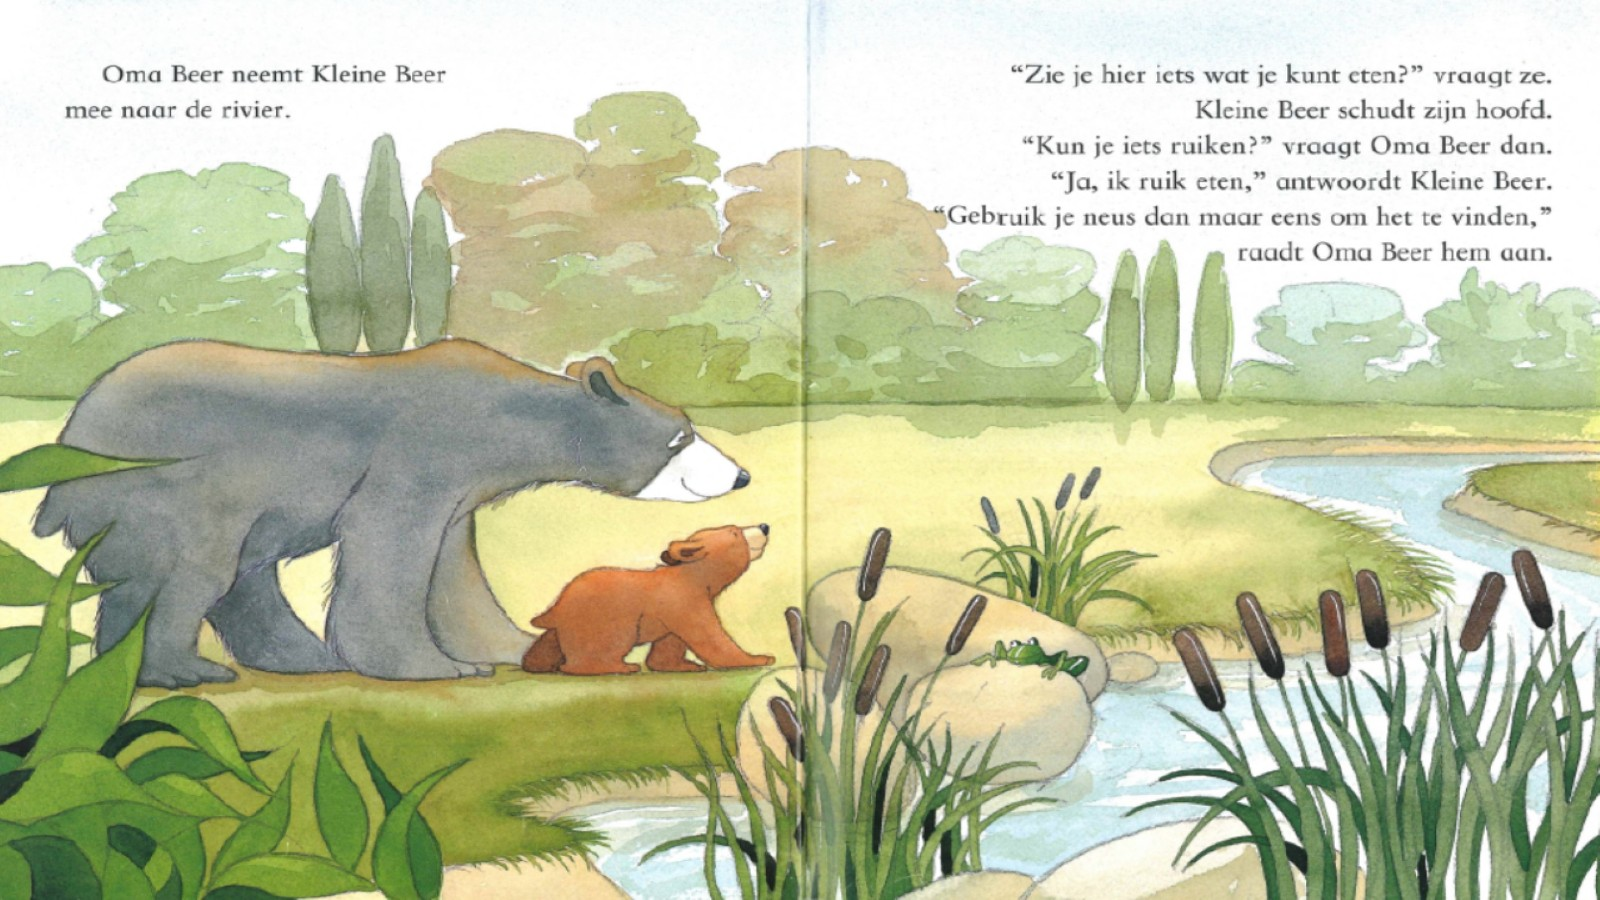 Oma Beer neemt Kleine Beer
mee naar de rivier.
“Zie je hier iets wat je kunt eten?” vraagt ze.
Kleine Beer schudt zijn hoofd.
“Kun je iets ruiken?” vraagt Oma Beer dan.
“Ja, ik ruik eten,” antwoordt Kleine Beer.
“Gebruik je neus dan maar eens om het te vinden,”
raadt Oma Beer hem aan.